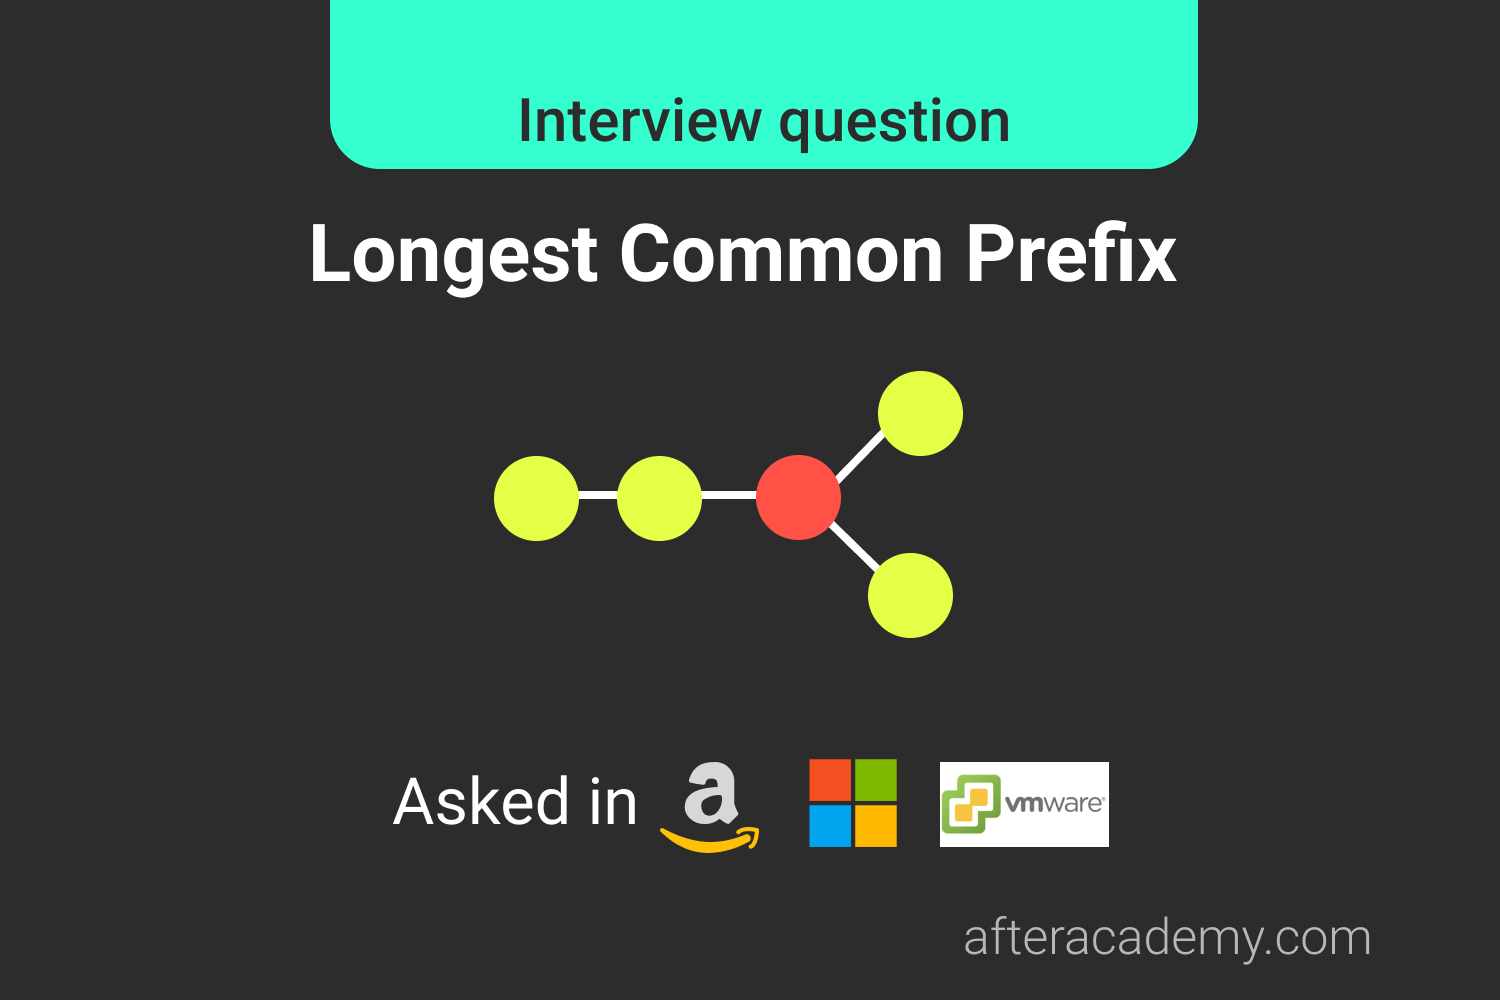 Interview question
Longest Common Prefix
Asked in a vmware®
afteracademy.com